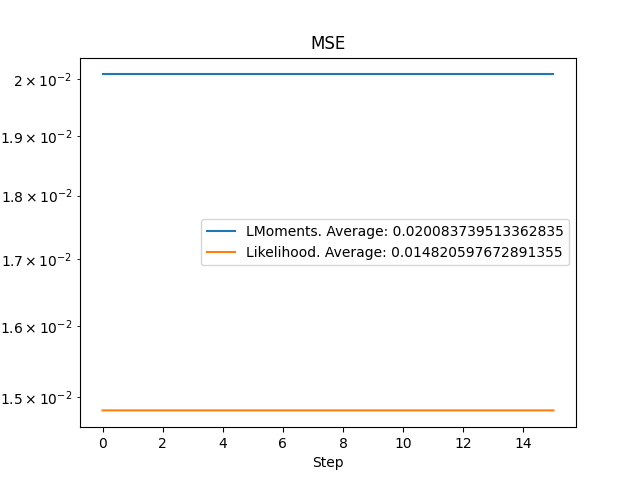 MSE
2 × 10⁻²
1.9 × 10⁻²
1.8 × 10⁻²
1.7 × 10⁻²
1.6 × 10⁻²
1.5 × 10⁻²
LMoments. Average: 0.020083739513362835
Likelihood. Average: 0.014820597672891355
0 2 4 6 8 10 12 14
Step